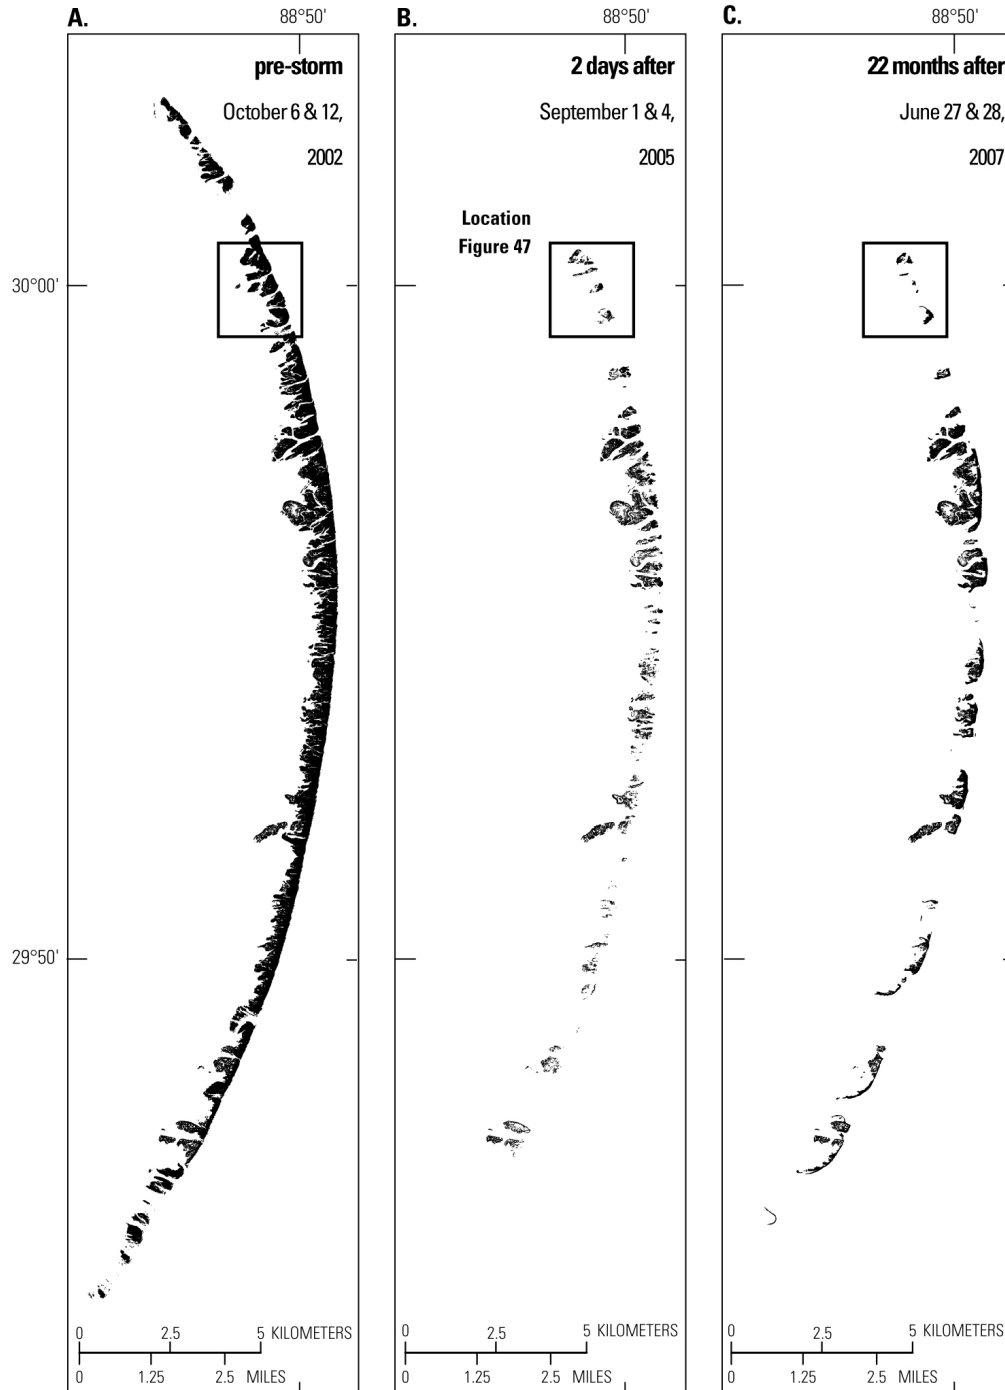 A.
88°50'
pre-storm
October 6 & 12,
2002
30°00'
29°50'
0 2.5 5 KILOMETERS
0 1.25 2.5 MILES
B.
88°50'
2 days after
September 1 & 4,
2005
Location
Figure 47
0 2.5 5 KILOMETERS
0 1.25 2.5 MILES
C.
88°50'
22 months after
June 27 & 28,
2007
0 2.5 5 KILOMETERS
0 1.25 2.5 MILES